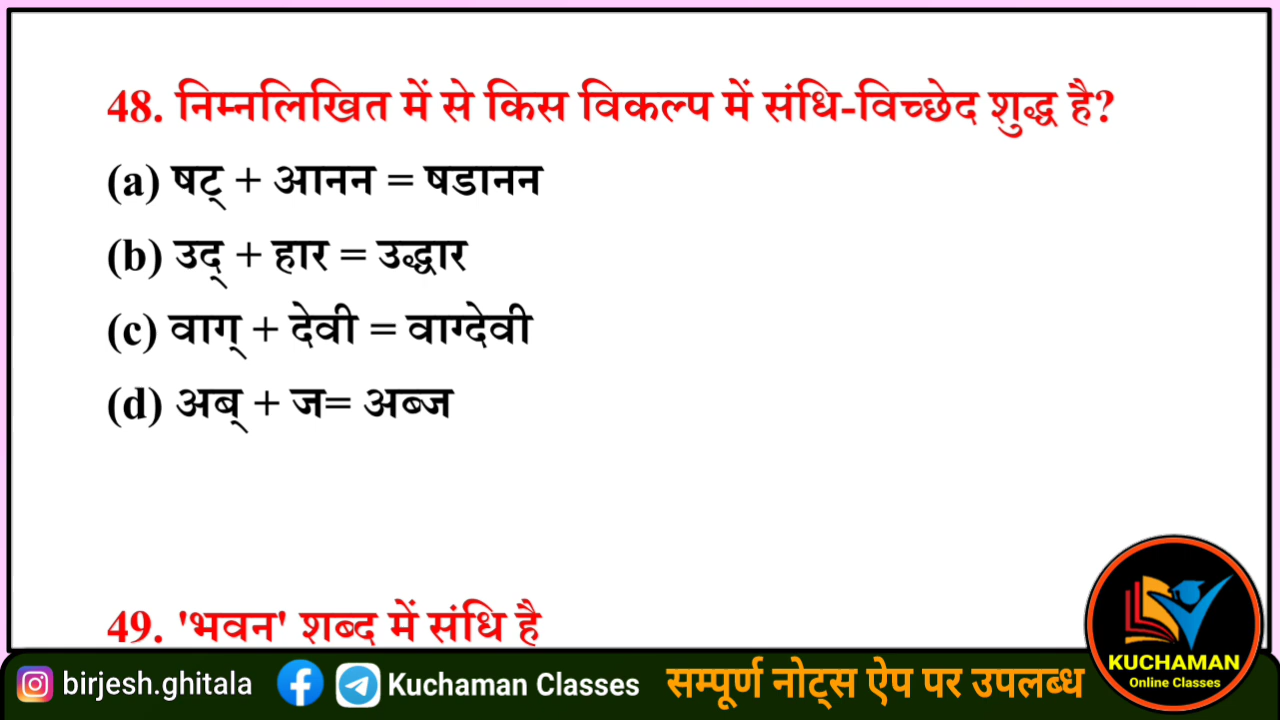 48. निम्नलिखित में से किस विकल्प में संधि-विच्छेद शुद्ध है?
(a) षट् + आनन = षडानन
(b) उद् + हार = उद्धार
(c) वाग् + देवी = वाग्देवी
(d) अब् + ज= अब्ज
49. 'भवन' शब्द में संधि है
KUCHAMAN
Online Classes
birjesh.ghitala
Kuchaman Classes
सम्पूर्ण नोट्स ऐप पर उपलब्ध